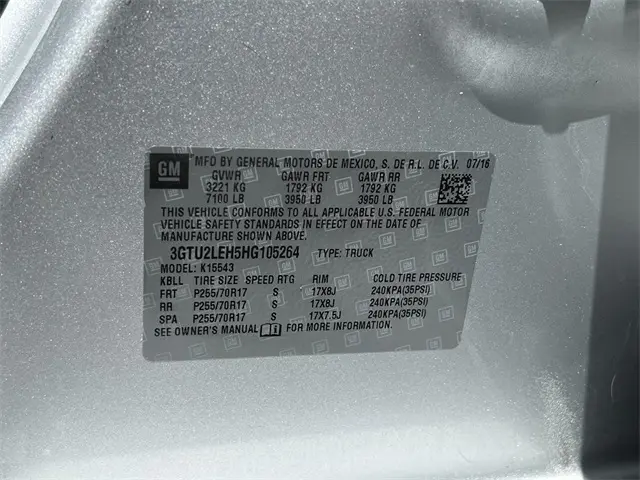 GM
MFD BY GENERAL MOTORS DE MEXICO, S. DE R.L. DE C.V. 07/16
GVWR GAWR FRT GAWR RR
3221 KG 1792 KG 1792 KG
7100 LB 3950 LB 3950 LB
THIS VEHICLE CONFORMS TO ALL APPLICABLE U.S. FEDERAL MOTOR
VEHICLE SAFETY STANDARDS IN EFFECT ON THE DATE OF
MANUFACTURE SHOWN ABOVE.
3GTU2LEH5HG105264 TYPE: TRUCK
MODEL: K15543
KBLL TIRE SIZE SPEED RTG RIM COLD TIRE PRESSURE
FRT P255/70R17 S 17X8J 240KPA(35PSI)
RR P255/70R17 S 17X8J 240KPA(35PSI)
SPA P255/70R17 S 17X7.5J 240KPA(35PSI)
SEE OWNER'S MANUAL FOR MORE INFORMATION.